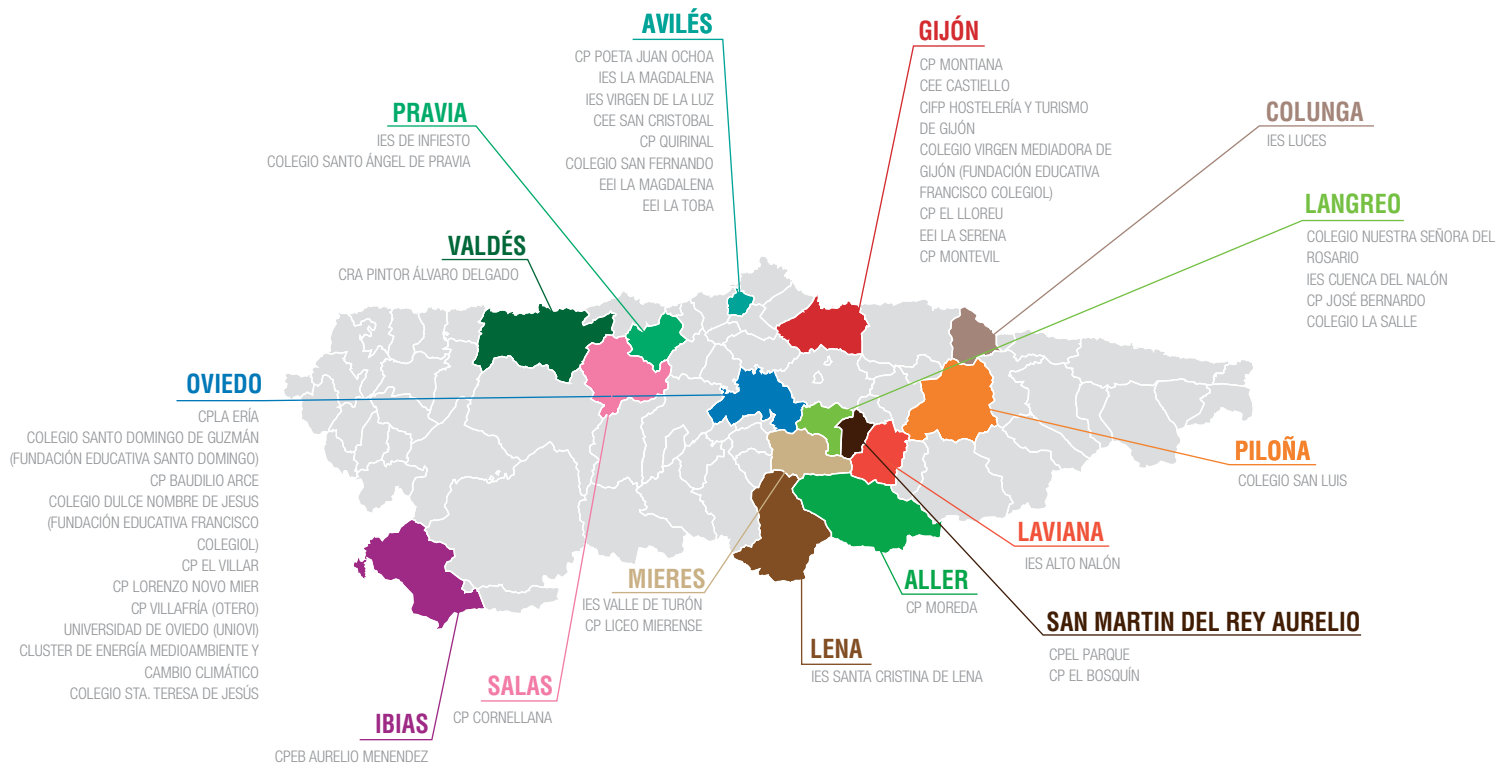 AVILÉS
CP POETA JUAN OCHOA
IES LA MAGDALENA
IES VIRGEN DE LA LUZ
CEE SAN CRISTOBAL
CP QUIRINAL
COLEGIO SAN FERNANDO
EEI LA MAGDALENA
EEI LA TOBA
GIJÓN
CP MONTIANA
CEE CASTIELLO
CIFP HOSTELERÍA Y TURISMO
DE GIJÓN
COLEGIO VIRGEN MEDIADORA DE
GIJÓN (FUNDACIÓN EDUCATIVA
FRANCISCO COLEGIOL)
CP EL LLOREU
EEI LA SERENA
CP MONTEVIL
PRAVIA
IES DE INFIESTO
COLEGIO SANTO ÁNGEL DE PRAVIA
COLUNGA
IES LUCES
LANGREO
COLEGIO NUESTRA SEÑORA DEL
ROSARIO
IES CUENCA DEL NALÓN
CP JOSÉ BERNARDO
COLEGIO LA SALLE
VALDÉS
CRA PINTOR ÁLVARO DELGADO
OVIEDO
CPLA ERÍA
COLEGIO SANTO DOMINGO DE GUZMÁN
(FUNDACIÓN EDUCATIVA SANTO DOMINGO)
CP BAUDILIO ARCE
COLEGIO DULCE NOMBRE DE JESUS
(FUNDACIÓN EDUCATIVA FRANCISCO
COLEGIOL)
CP EL VILLAR
CP LORENZO NOVO MIER
CP VILLAFRÍA (OTERO)
UNIVERSIDAD DE OVIEDO (UNIOVI)
CLUSTER DE ENERGÍA MEDIOAMBIENTE Y
CAMBIO CLIMÁTICO
COLEGIO STA. TERESA DE JESÚS
PILOÑA
COLEGIO SAN LUIS
LAVIANA
IES ALTO NALÓN
MIERES
IES VALLE DE TURÓN
CP LICEO MIERENSE
ALLER
CP MOREDA
SAN MARTIN DEL REY AURELIO
CPEL PARQUE
CP EL BOSQUÍN
LENA
IES SANTA CRISTINA DE LENA
SALAS
CP CORNELLANA
IBIAS
CPEB AURELIO MENENDEZ